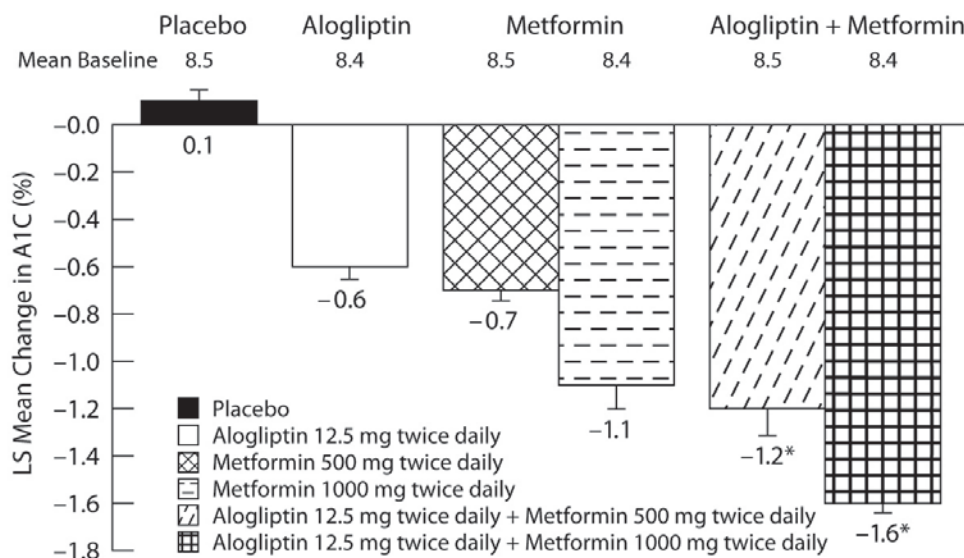 Placebo Alogliptin Metformin Alogliptin + Metformin
Mean Baseline 8.5 8.4 8.5 8.4 8.5 8.4
LS Mean Change in A1C (%)
−0.0
−0.2
−0.4
−0.6
−0.8
−1.0
−1.2
−1.4
−1.6
−1.8
0.1
−0.6
−0.7
−1.1
−1.2*
−1.6*
Placebo
Alogliptin 12.5 mg twice daily
Metformin 500 mg twice daily
Metformin 1000 mg twice daily
Alogliptin 12.5 mg twice daily + Metformin 500 mg twice daily
Alogliptin 12.5 mg twice daily + Metformin 1000 mg twice daily